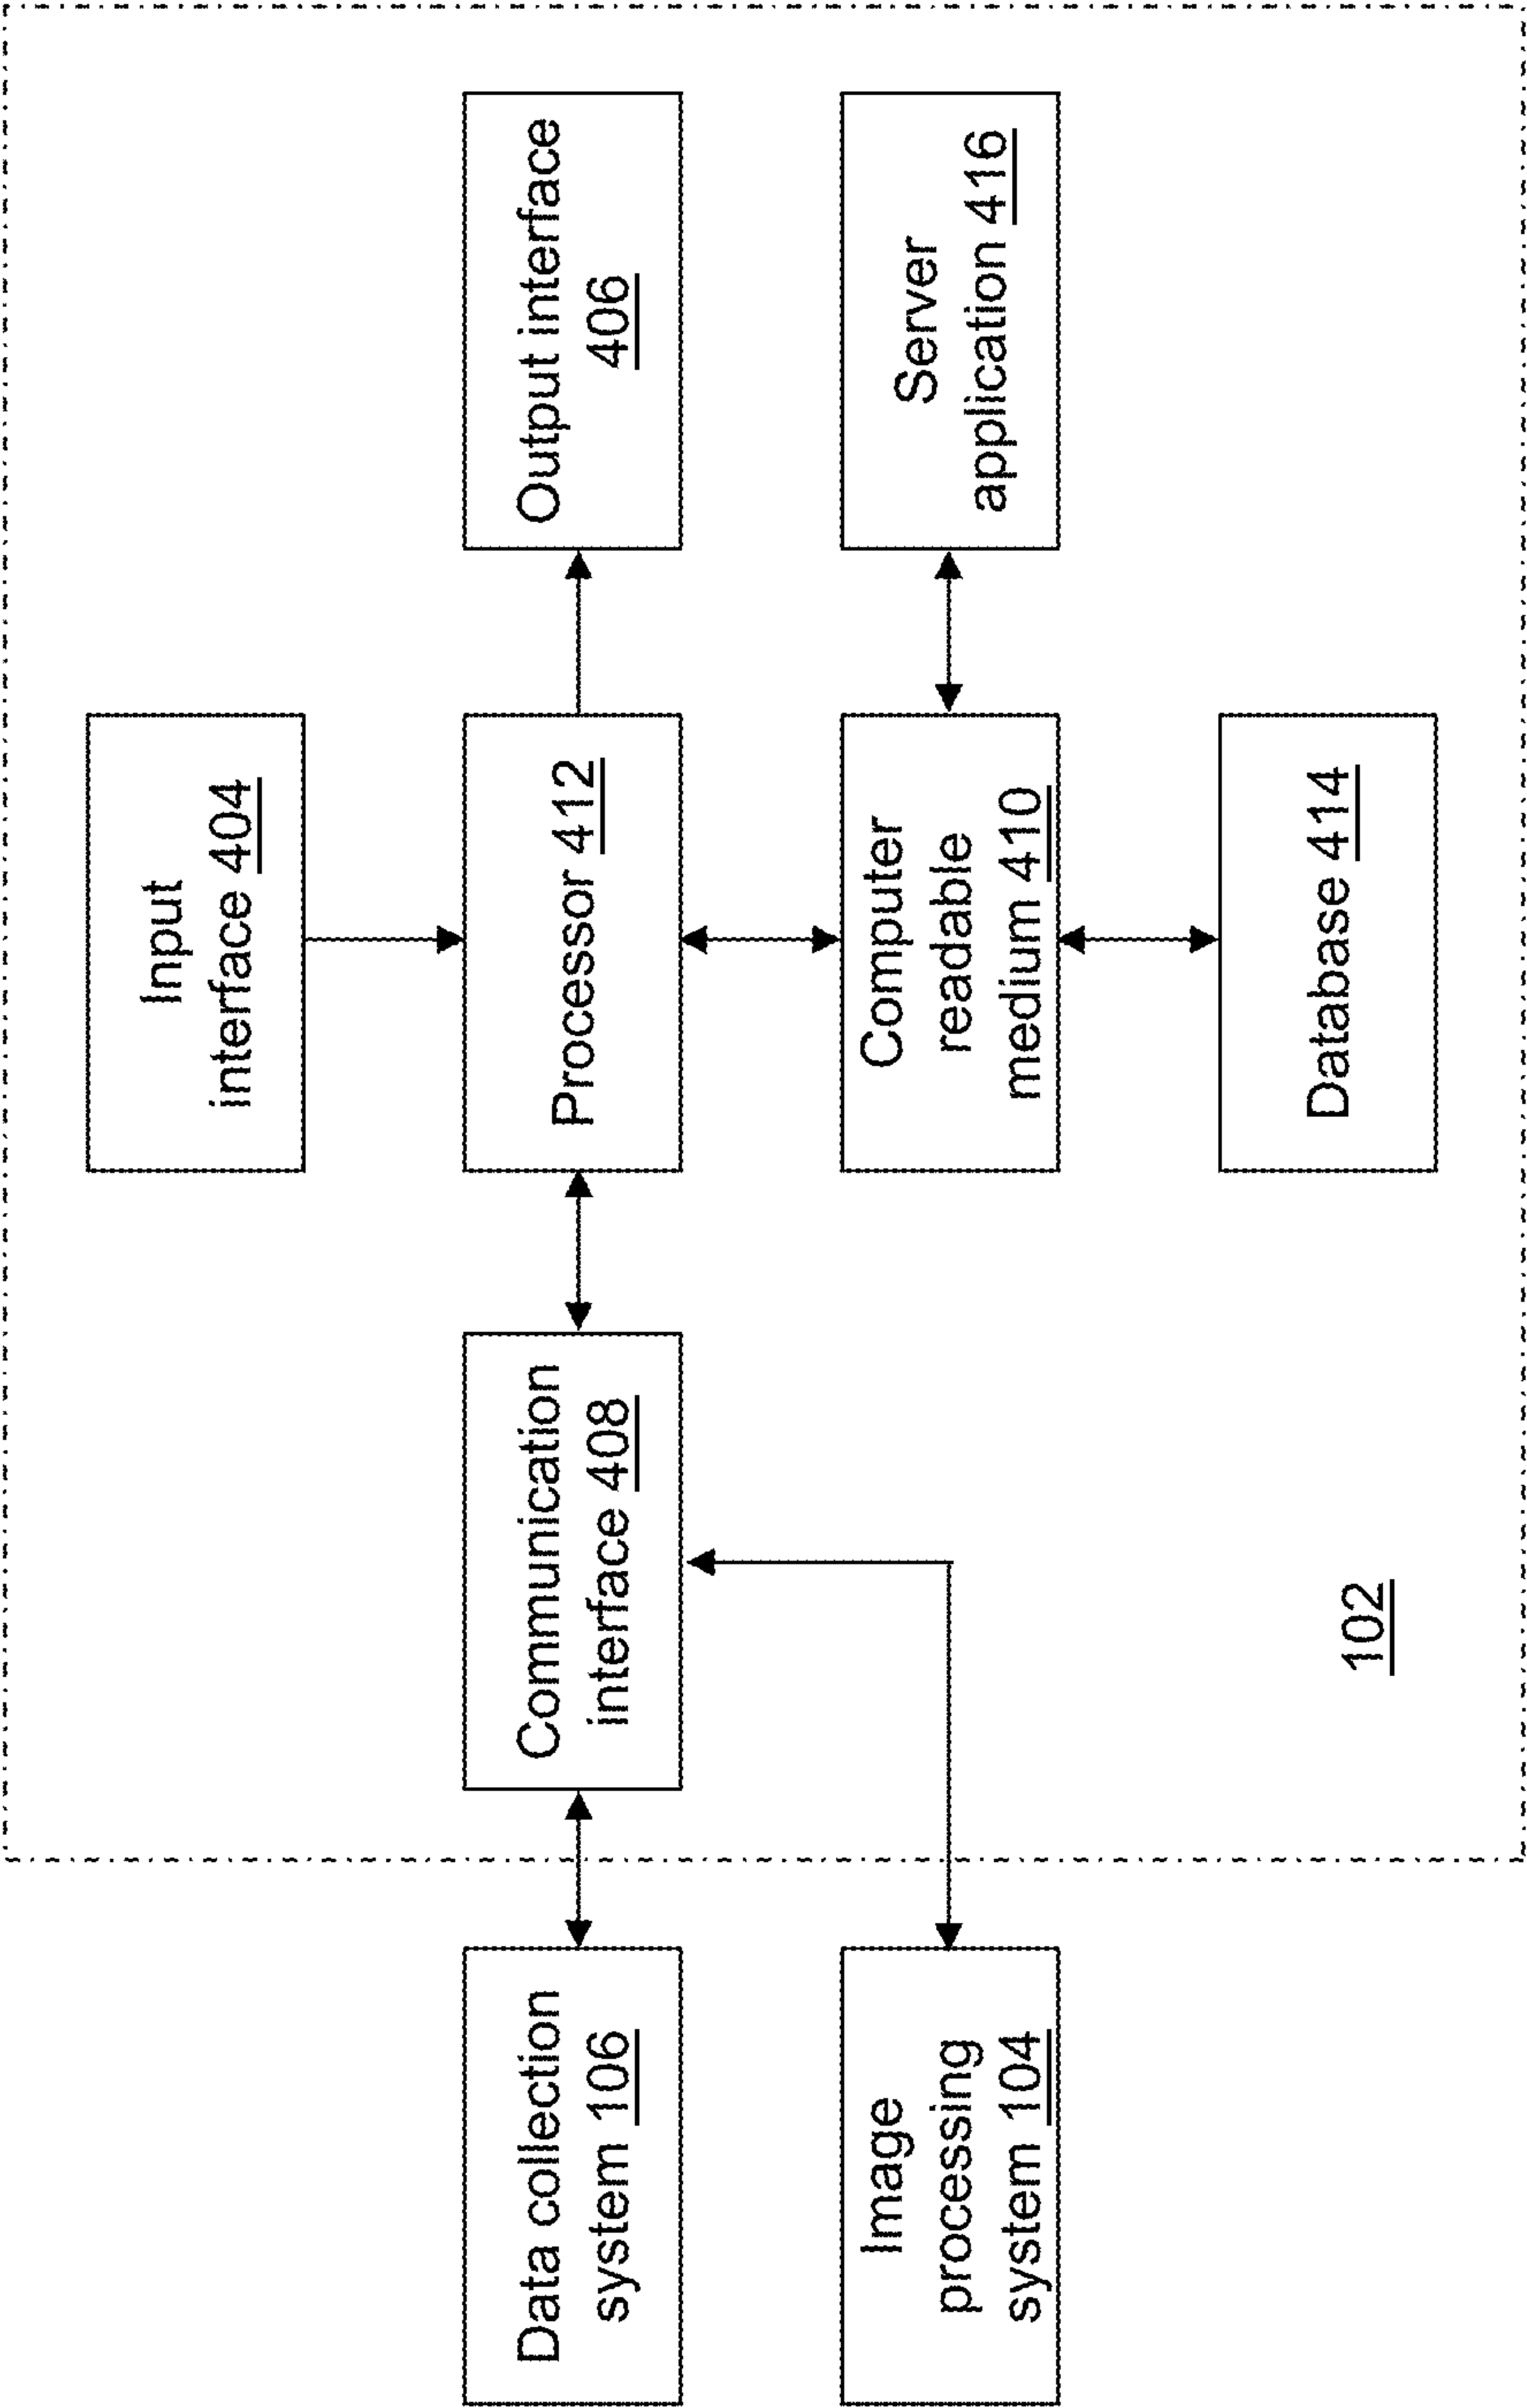 Input
interface 404
Data collection
system 106
Communication
interface 408
Processor 412
Output interface
406
Image
processing
system 104
Computer
readable
medium 410
Server
application 416
Database 414
102